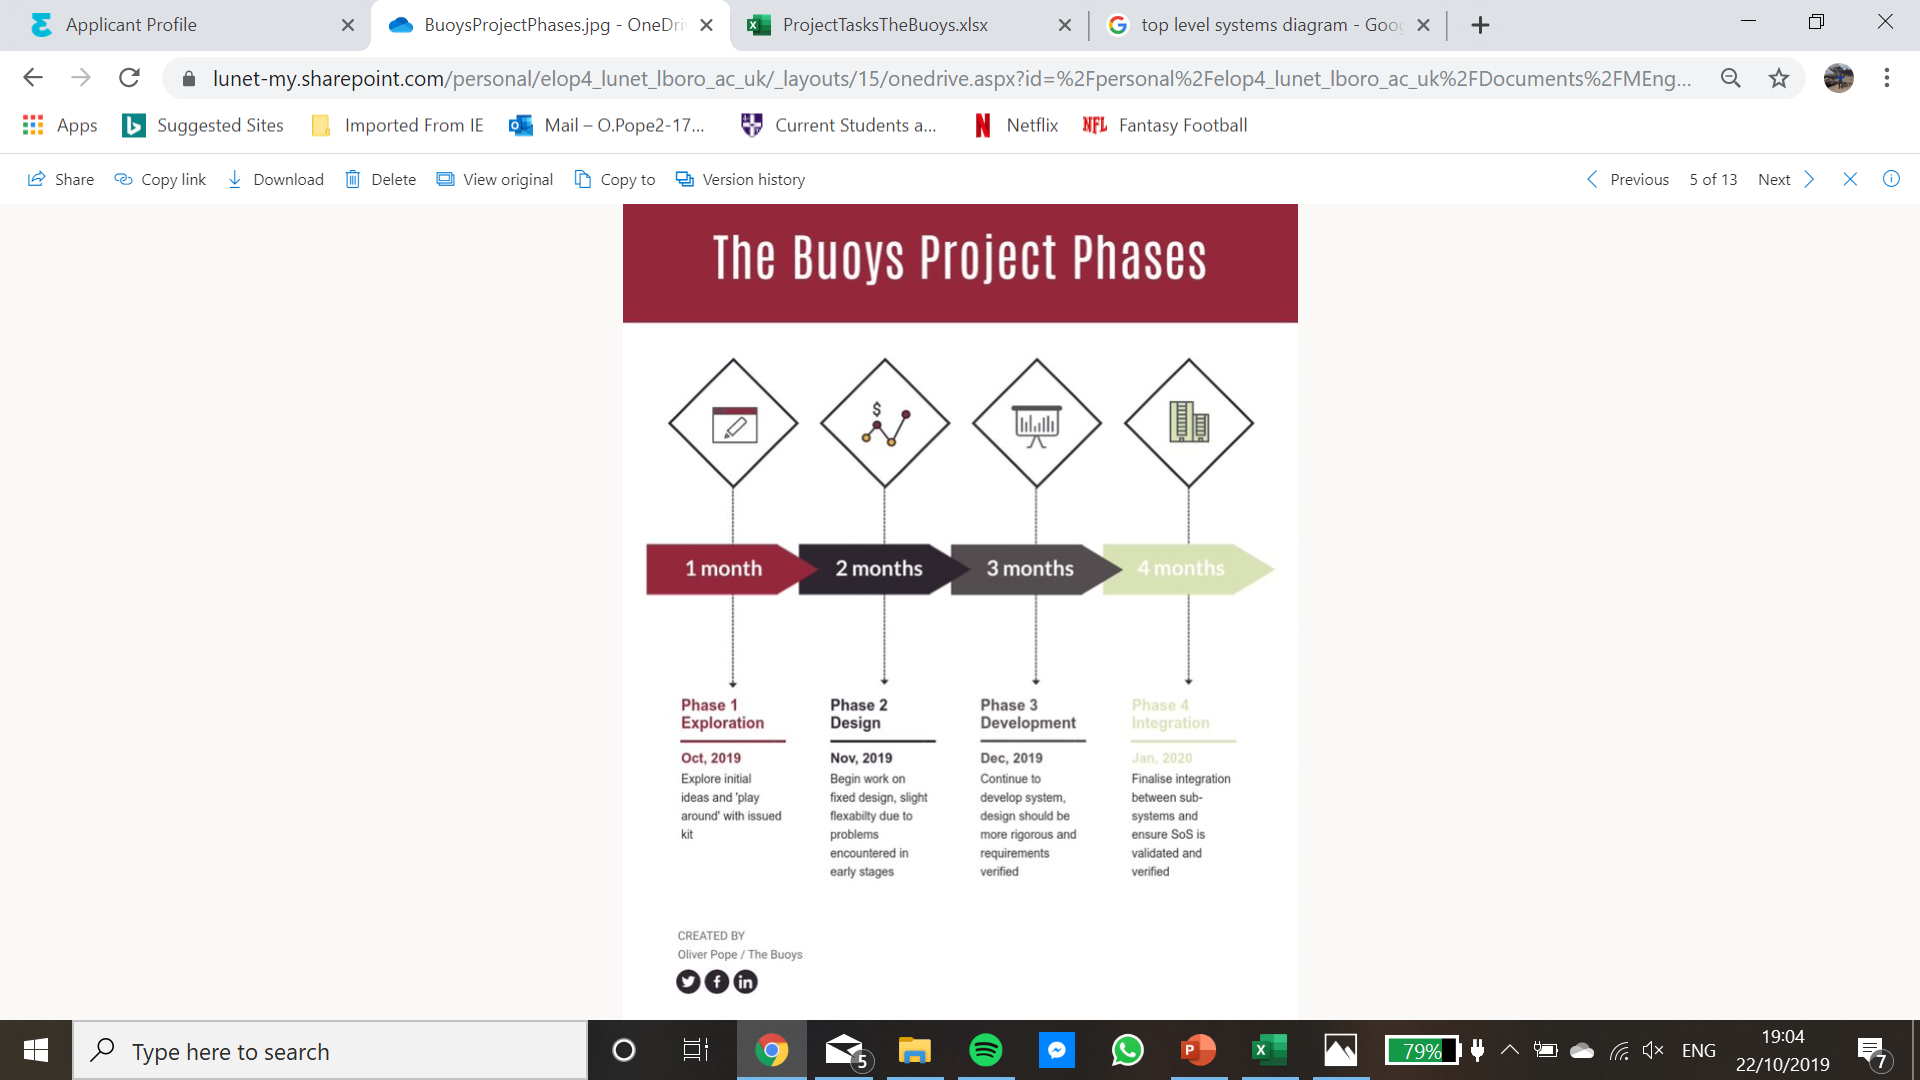 Applicant Profile
BuoysProjectPhases.jpg - OneDri
ProjectTasksTheBuoys.xlsx
top level systems diagram - Goo
lunet-my.sharepoint.com/personal/elop4_lunet_lboro_ac_uk/_layouts/15/onedrive.aspx?id=%2Fpersonal%2Felop4_lunet_lboro_ac_uk%2FDocuments%2FMEng...
Apps
Suggested Sites
Imported From IE
Mail – O.Pope2-17...
Current Students a...
NFL
Netflix
Fantasy Football
Share
Copy link
Download
Delete
View original
Copy to
Version history
Previous
5 of 13
Next
The Buoys Project Phases
$
1 month
2 months
3 months
4 months
Phase 1
Exploration
Oct, 2019
Explore initial
ideas and 'play
around' with issued
kit
Phase 2
Design
Nov, 2019
Begin work on
fixed design, slight
flexabilty due to
problems
encountered in
early stages
Phase 3
Development
Dec, 2019
Continue to
develop system,
design should be
more rigorous and
requirements
verified
Phase 4
Integration
Jan, 2020
Finalise integration
between sub-
systems and
ensure SoS is
validated and
verified
CREATED BY
Oliver Pope / The Buoys
Type here to search
5
79%
ENG
19:04
22/10/2019
7